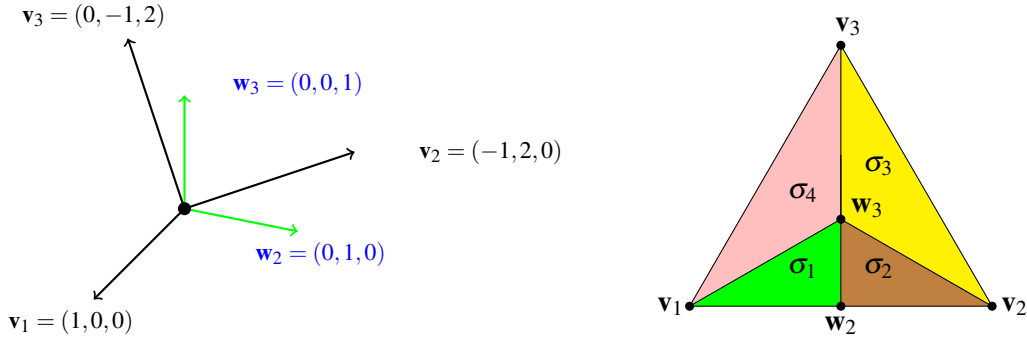 v₃ = (0, −1, 2)
w₃ = (0, 0, 1)
v₂ = (−1, 2, 0)
w₂ = (0, 1, 0)
v₁ = (1, 0, 0)
v₃
σ₃
σ₄
w₃
σ₁
σ₂
v₁
w₂
v₂